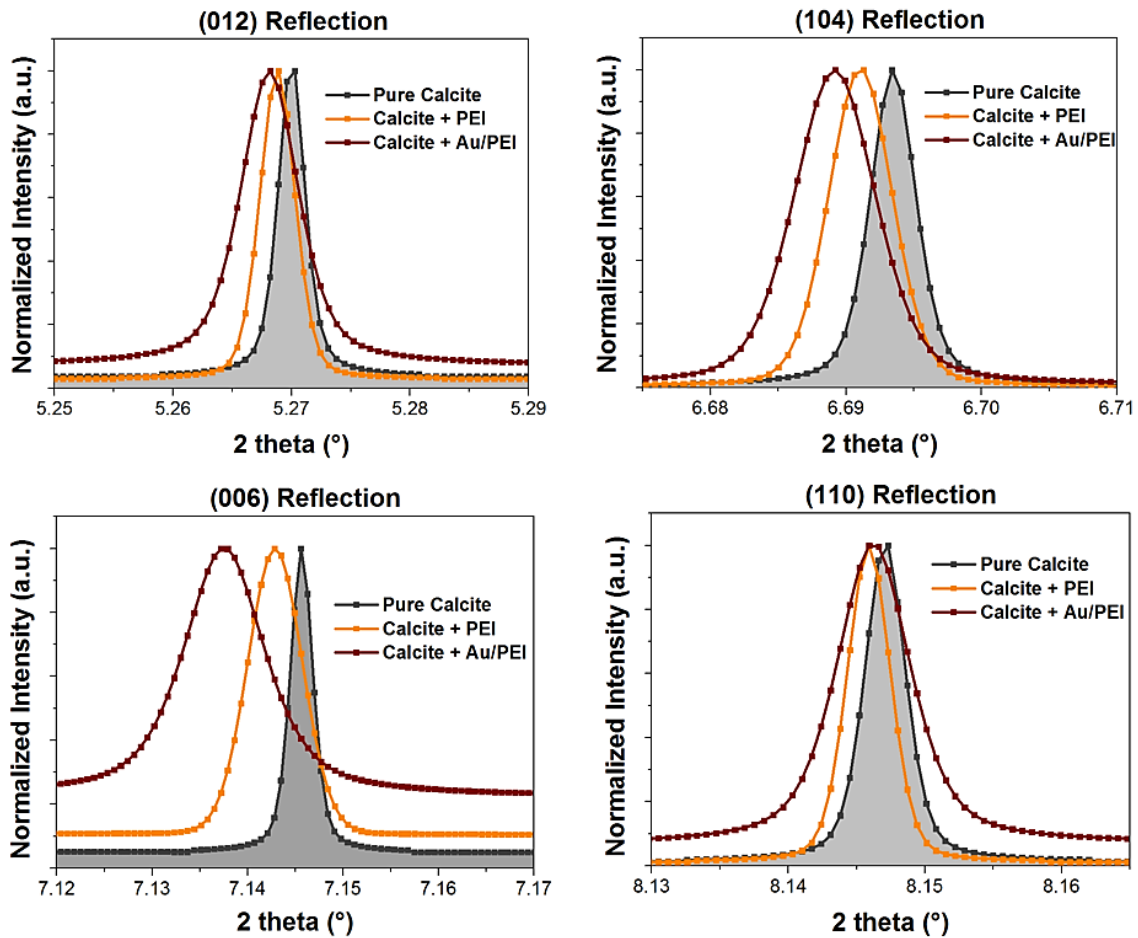 (012) Reflection
Normalized Intensity (a.u.)
Pure Calcite
Calcite + PEI
Calcite + Au/PEI
5.25 5.26 5.27 5.28 5.29
2 theta (°)
(104) Reflection
Normalized Intensity (a.u.)
Pure Calcite
Calcite + PEI
Calcite + Au/PEI
6.68 6.69 6.70 6.71
2 theta (°)
(006) Reflection
Normalized Intensity (a.u.)
Pure Calcite
Calcite + PEI
Calcite + Au/PEI
7.12 7.13 7.14 7.15 7.16 7.17
2 theta (°)
(110) Reflection
Normalized Intensity (a.u.)
Pure Calcite
Calcite + PEI
Calcite + Au/PEI
8.13 8.14 8.15 8.16
2 theta (°)